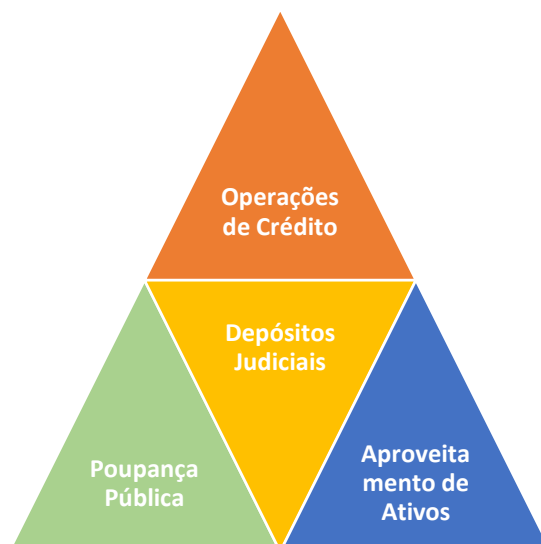 Operações
de Crédito
Depósitos
Judiciais
Poupança
Pública
Aproveita
mento de
Ativos